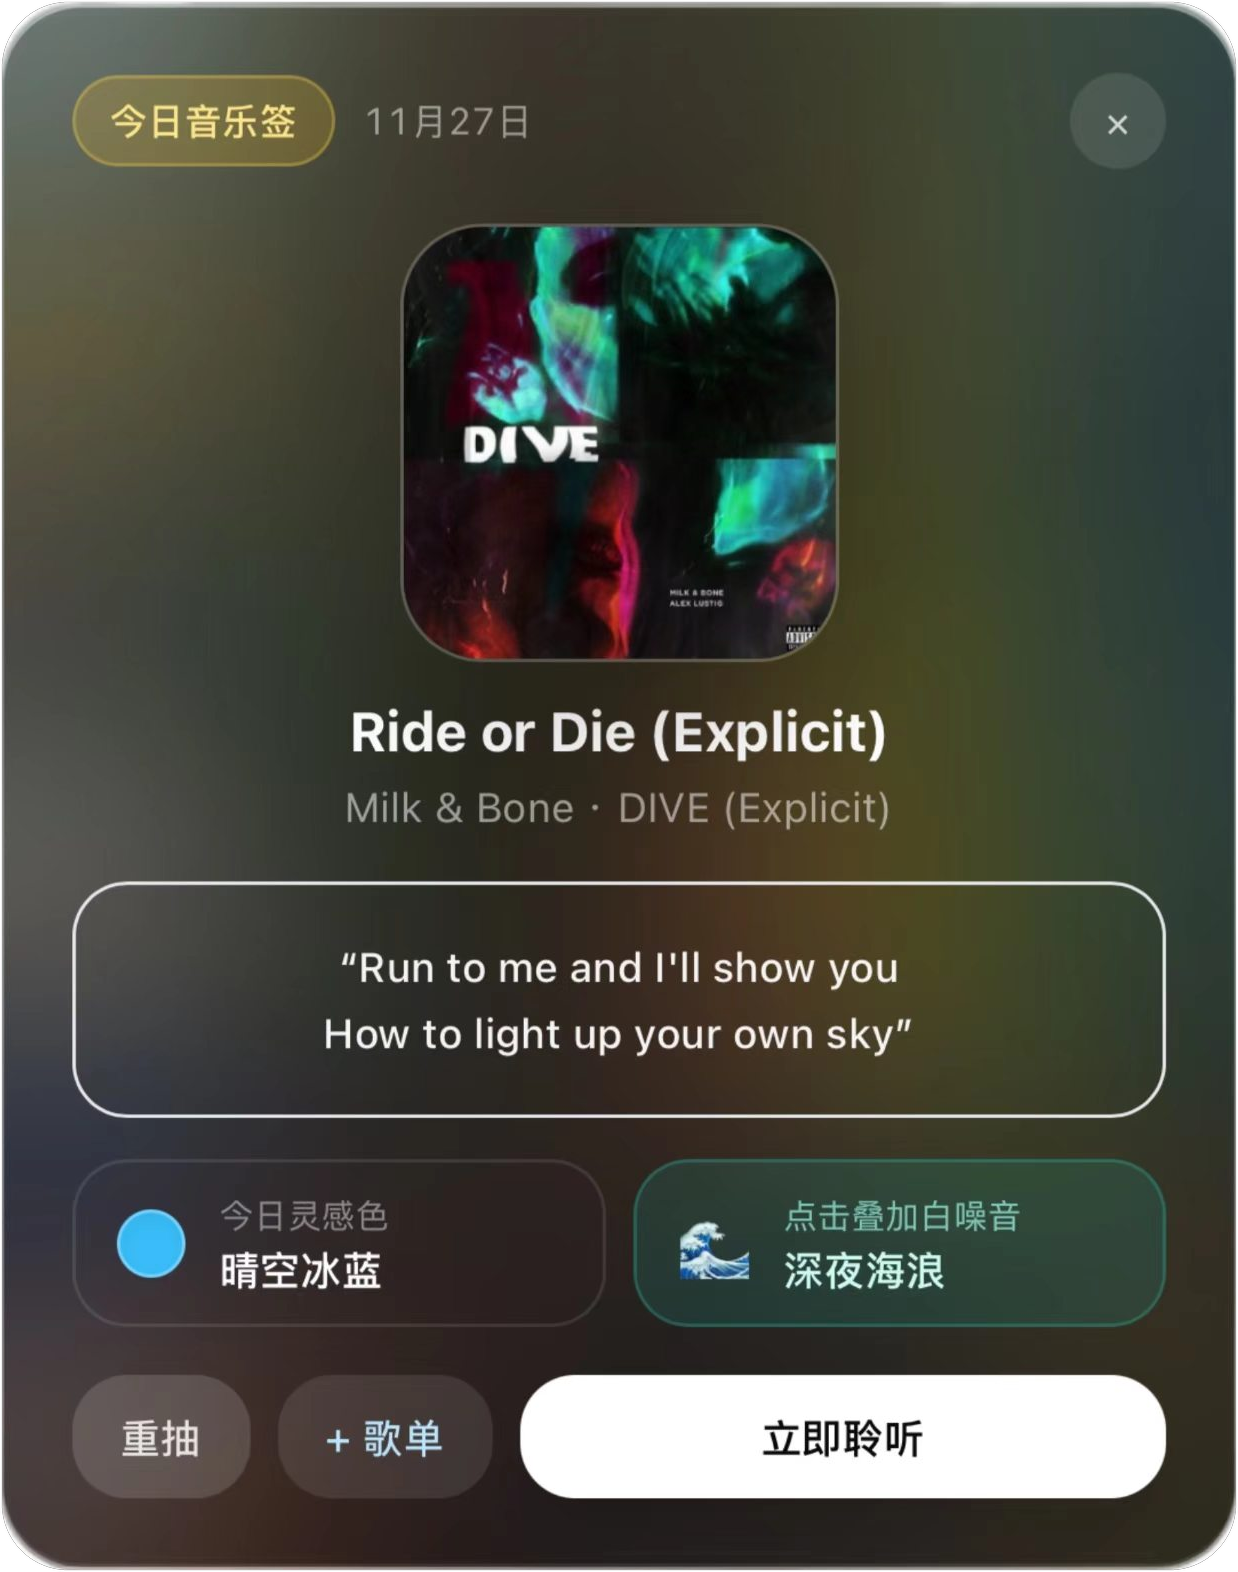 今日音乐签 11月27日 ×
DIVE
MILK & BONE
ALEX LUSTIG
Ride or Die (Explicit)
Milk & Bone · DIVE (Explicit)
“Run to me and I'll show you
How to light up your own sky”
今日灵感色
晴空冰蓝
点击叠加白噪音
深夜海浪
重抽 + 歌单 立即聆听